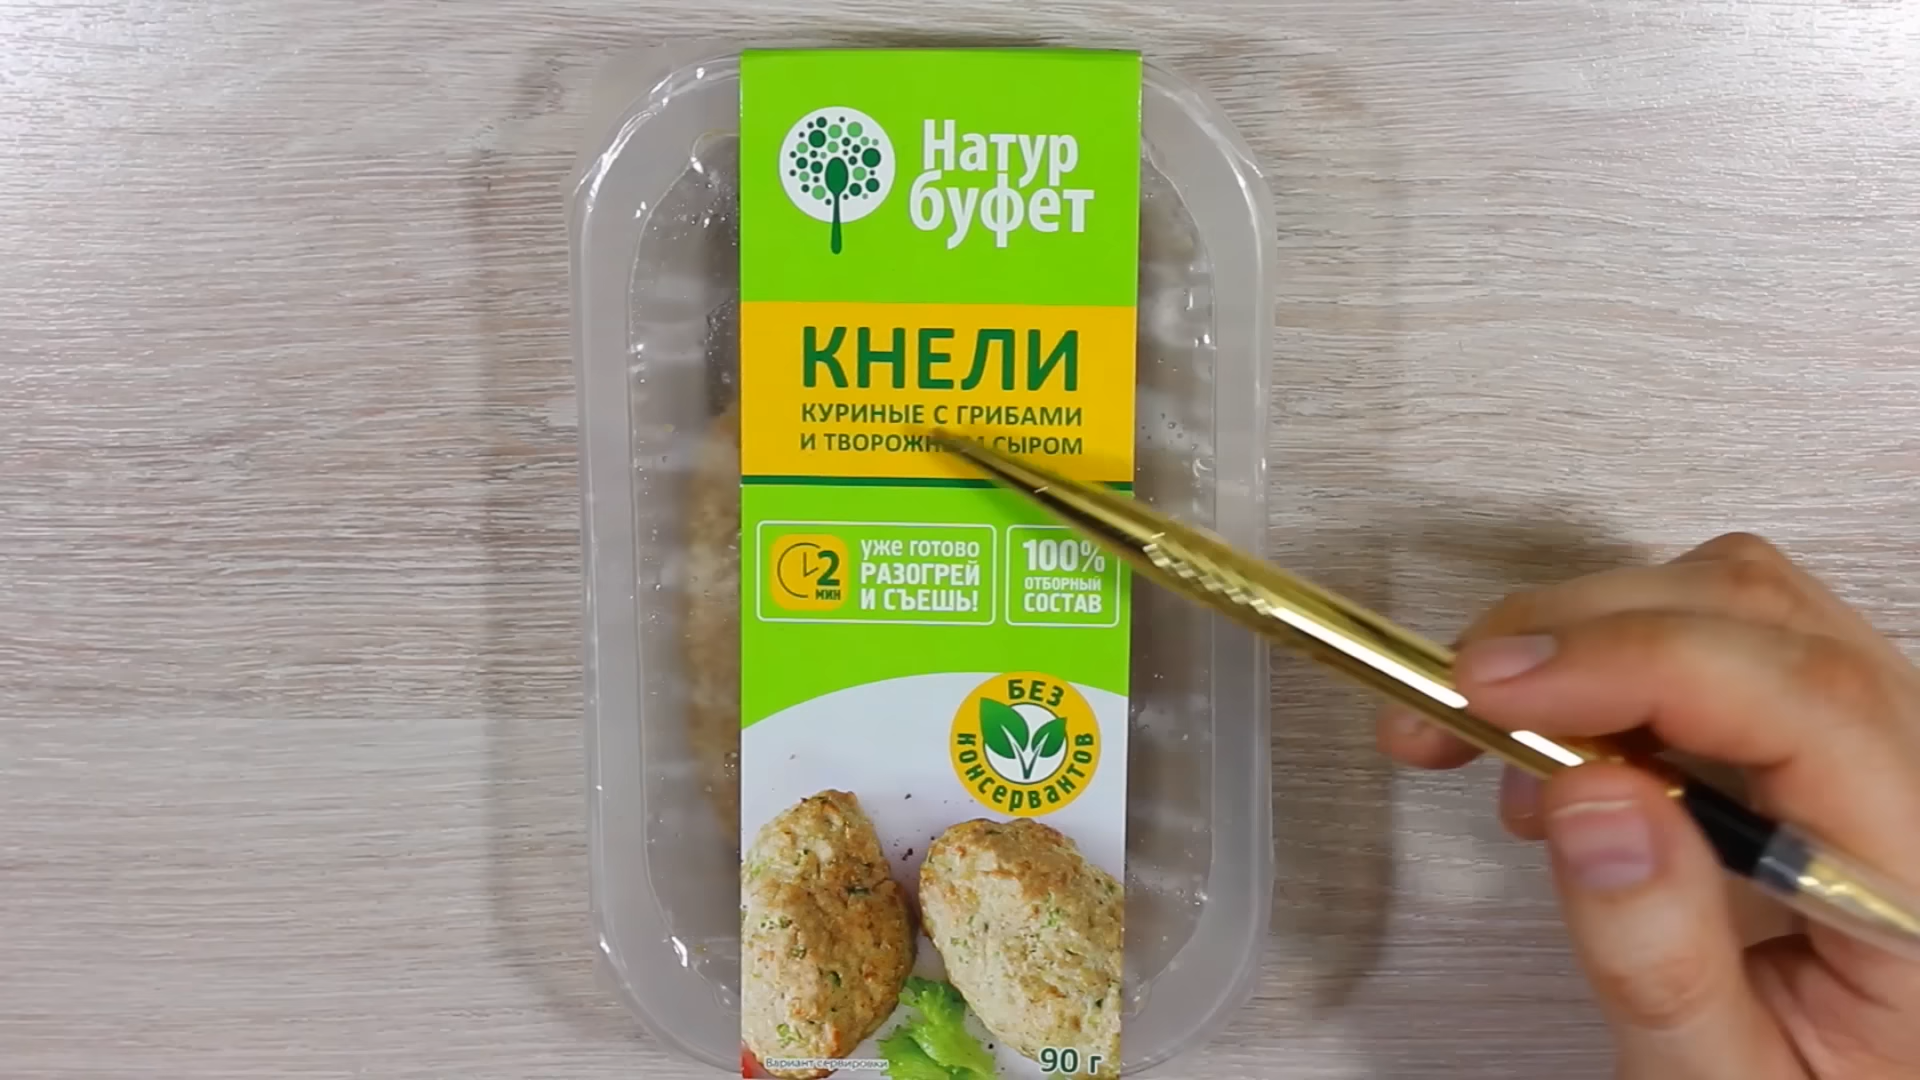 Натур
буфет
КНЕЛИ
КУРИНЫЕ С ГРИБАМИ
И СЫРОМ
2
МИН
уже готово
РАЗОГРЕЙ
И СЪЕШЬ!
100%
ОТБОРНЫЙ
СОСТАВ
БЕЗ
консервантов
Вариант сервировки
90 г